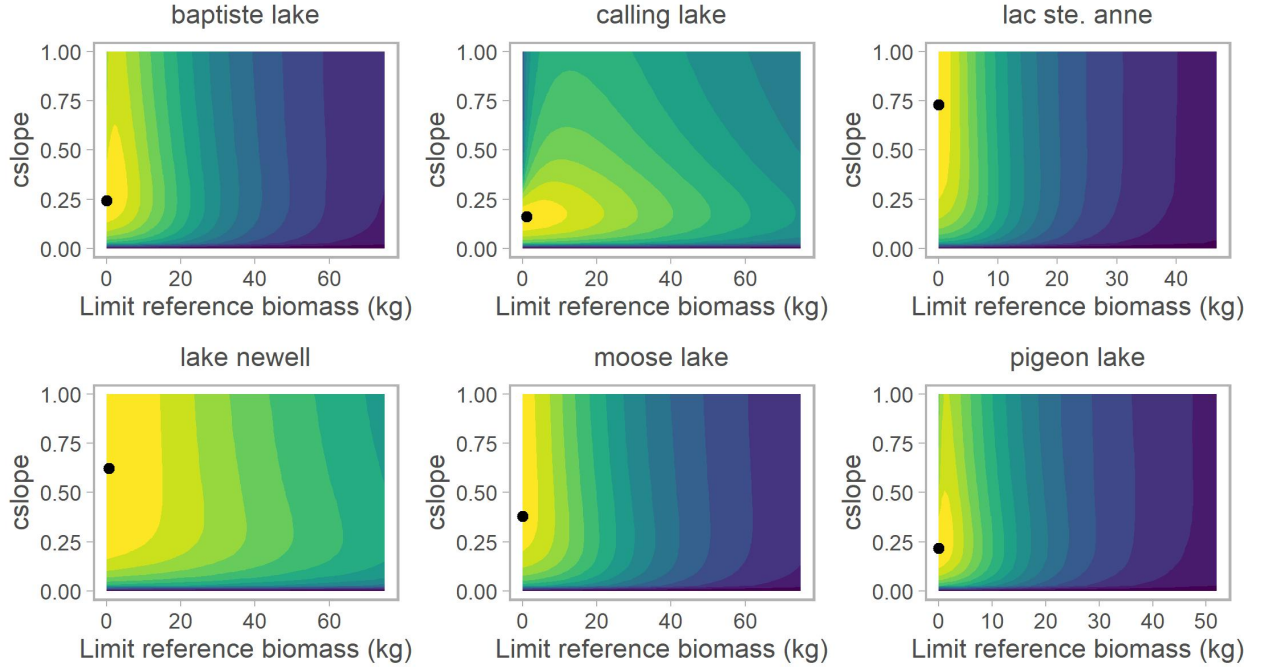 baptiste lake
calling lake
lac ste. anne
cslope
1.00
0.75
0.50
0.25
0.00
0 20 40 60
Limit reference biomass (kg)
cslope
1.00
0.75
0.50
0.25
0.00
0 20 40 60
Limit reference biomass (kg)
cslope
1.00
0.75
0.50
0.25
0.00
0 10 20 30 40
Limit reference biomass (kg)
lake newell
moose lake
pigeon lake
cslope
1.00
0.75
0.50
0.25
0.00
0 20 40 60
Limit reference biomass (kg)
cslope
1.00
0.75
0.50
0.25
0.00
0 20 40 60
Limit reference biomass (kg)
cslope
1.00
0.75
0.50
0.25
0.00
0 10 20 30 40 50
Limit reference biomass (kg)